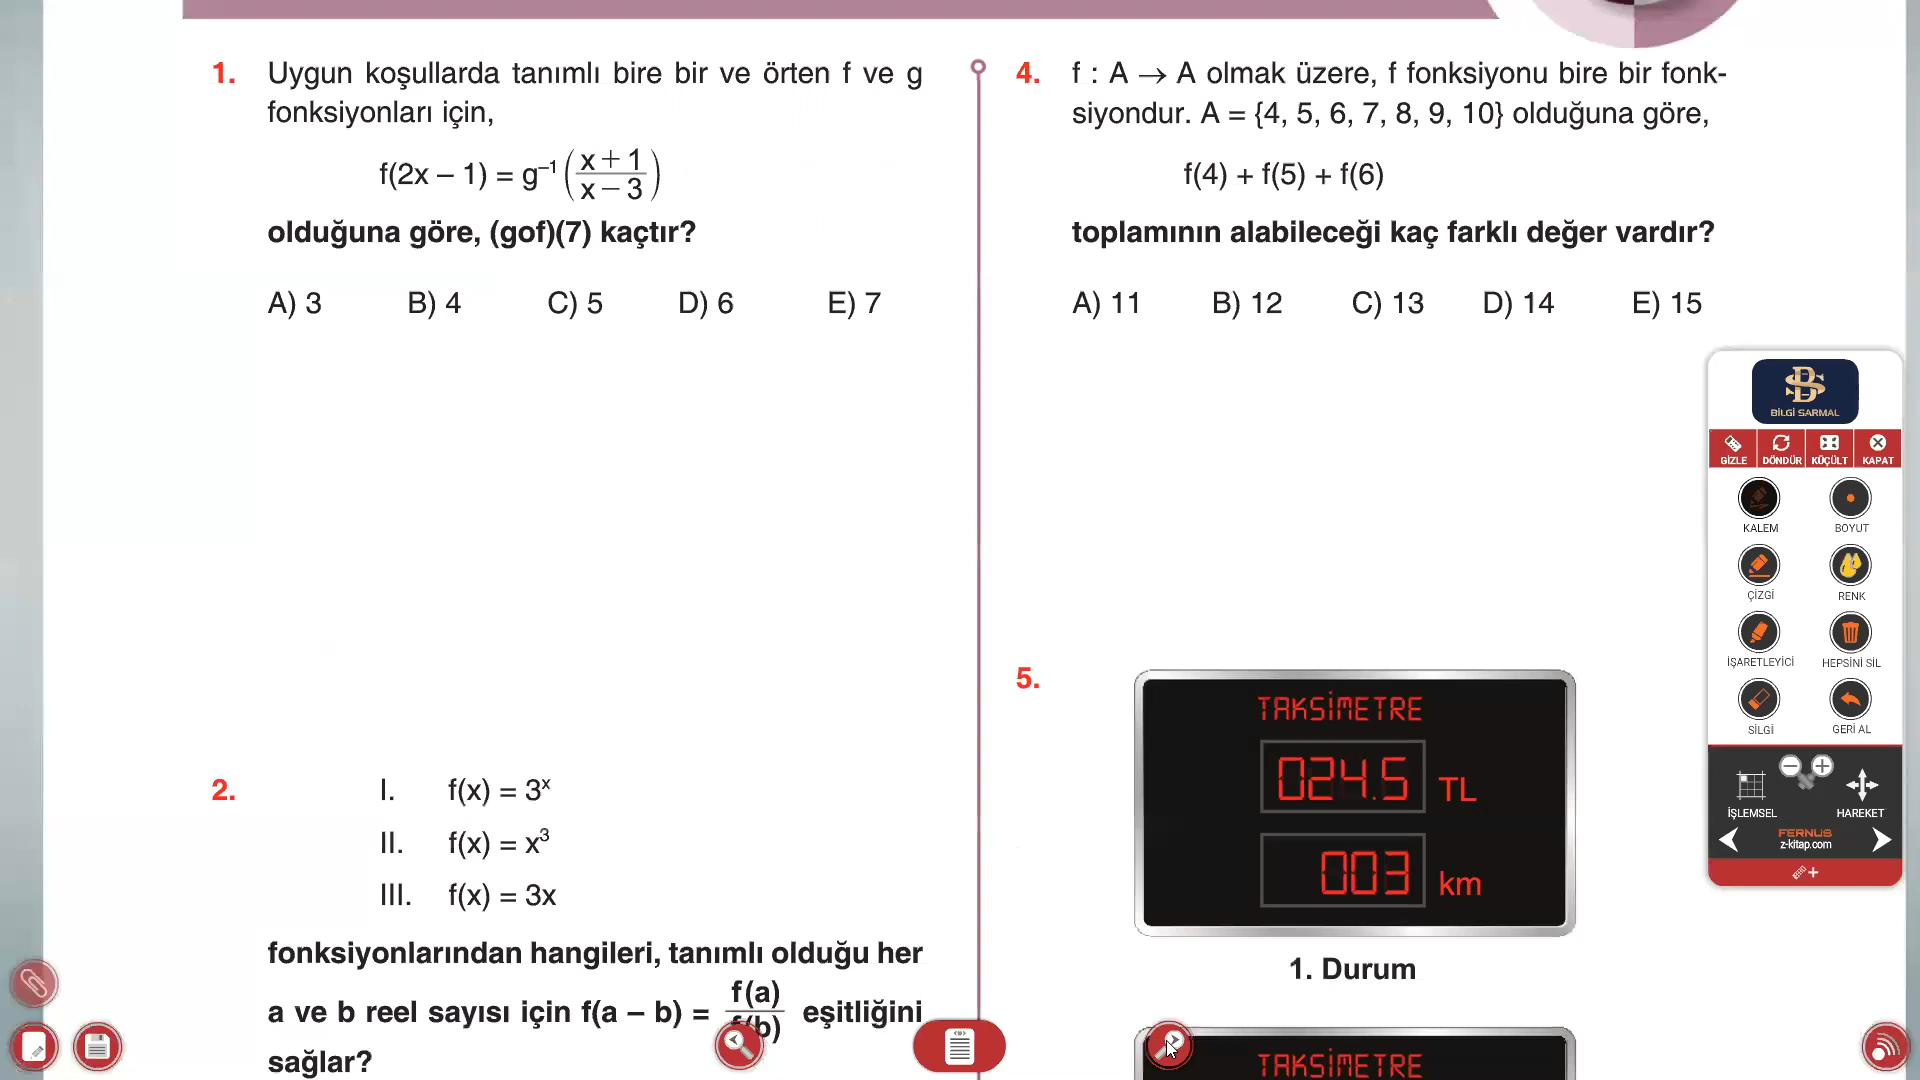 1. Uygun koşullarda tanımlı bire bir ve örten f ve g
fonksiyonları için,
f(2x – 1) = g⁻¹((x + 1)/(x – 3))
olduğuna göre, (gof)(7) kaçtır?
A) 3 B) 4 C) 5 D) 6 E) 7
2. I. f(x) = 3ˣ
II. f(x) = x³
III. f(x) = 3x
fonksiyonlarından hangileri, tanımlı olduğu her
a ve b reel sayısı için f(a – b) = f(a)/f(b) eşitliğini
sağlar?
4. f : A → A olmak üzere, f fonksiyonu bire bir fonk-
siyondur. A = {4, 5, 6, 7, 8, 9, 10} olduğuna göre,
f(4) + f(5) + f(6)
toplamının alabileceği kaç farklı değer vardır?
A) 11 B) 12 C) 13 D) 14 E) 15
5.
TAKSİMETRE
024.5 TL
003 km
1. Durum
TAKSİMETRE
BİLGİ SARMAL
GİZLE DÖNDÜR KÜÇÜLT KAPAT
KALEM BOYUT
ÇİZGİ RENK
İŞARETLEYİCİ HEPSİNİ SİL
SİLGİ GERİ AL
İŞLEMSEL HAREKET
FERNUS
z-kitap.com